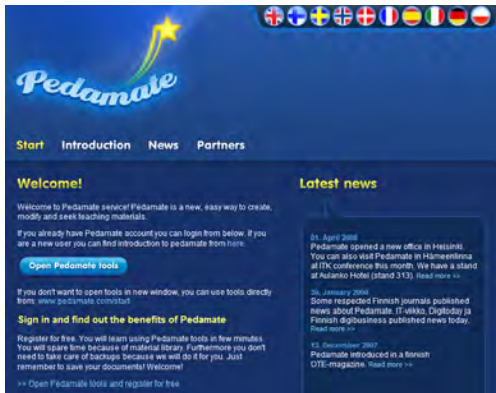 Pedamate
Start Introduction News Partners
Welcome!
Welcome to Pedamate service! Pedamate is a new, easy way to create,
modify and seek teaching materials.
If you already have Pedamate account you can login from below. If you
are a new user you can find introduction to pedamate from here.
Open Pedamate tools
If you don't want to open tools in new window, you can use tools directly
from: www.pedamate.com/start
Sign in and find out the benefits of Pedamate
Register for free. You will learn using Pedamate tools in few minutes.
You will spare time because of material library. Furthermore you don't
need to take care of backups because we will do it for you. Just
remember to save your documents! Welcome!
>> Open Pedamate tools and register for free
Latest news
01. April 2008
Pedamate opened a new office in Helsinki.
You can also visit Pedamate in Hämeenlinna
at ITK conference this month. We have a stand
at Aulanko Hotel (stand 313). Read more >>
30. January 2008
Some respected Finnish journals published
news about Pedamate. IT-viikko, Digitoday ja
Finnish digibusiness published news today.
Read more >>
13. December 2007
Pedamate introduced in a finnish
OTE-magazine. Read more >>